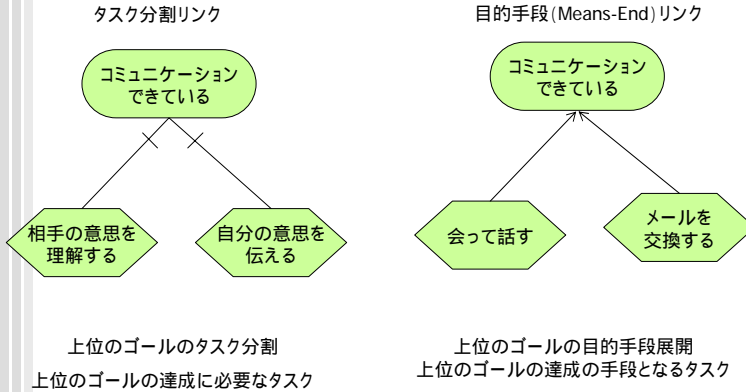 タスク分割リンク
コミュニケーション
できている
相手の意思を
理解する
自分の意思を
伝える
上位のゴールのタスク分割
上位のゴールの達成に必要なタスク
目的手段(Means-End)リンク
コミュニケーション
できている
会って話す
メールを
交換する
上位のゴールの目的手段展開
上位のゴールの達成の手段となるタスク